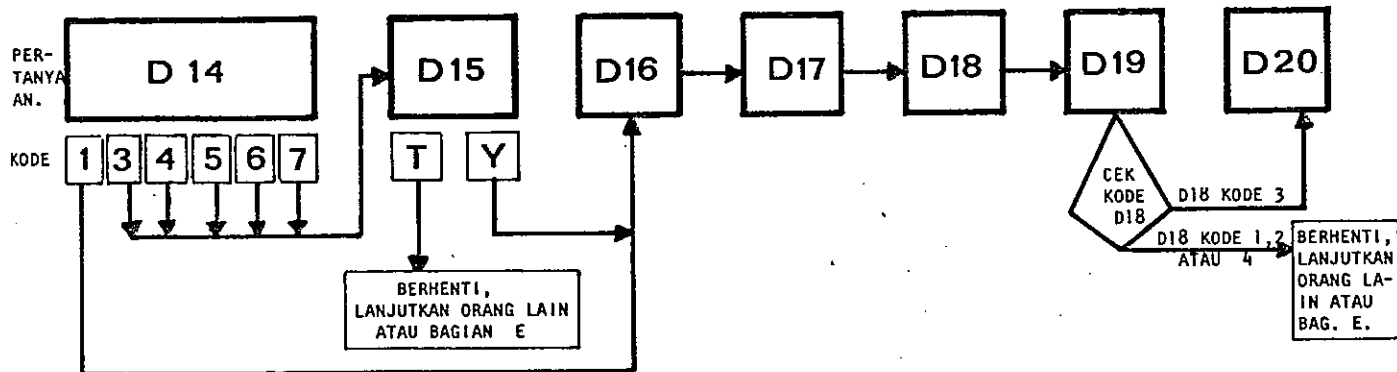 PER-
TANYA
AN.
D 14
D15
D16
D17
D18
D19
D20
KODE
1 3 4 5 6 7
T Y
CEK
KODE
D18
D18 KODE 3
D18 KODE 1,2
ATAU 4
BERHENTI,
LANJUTKAN
ORANG LA-
IN ATAU
BAG. E.
BERHENTI,
LANJUTKAN ORANG LAIN
ATAU BAGIAN E